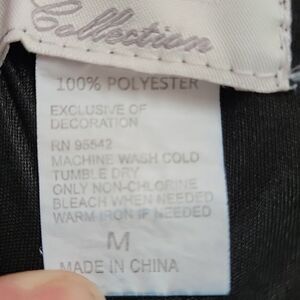 Collection
100% POLYESTER
EXCLUSIVE OF
DECORATION
RN 95542
MACHINE WASH COLD
TUMBLE DRY
ONLY NON-CHLORINE
BLEACH WHEN NEEDED
WARM IRON IF NEEDED
M
MADE IN CHINA